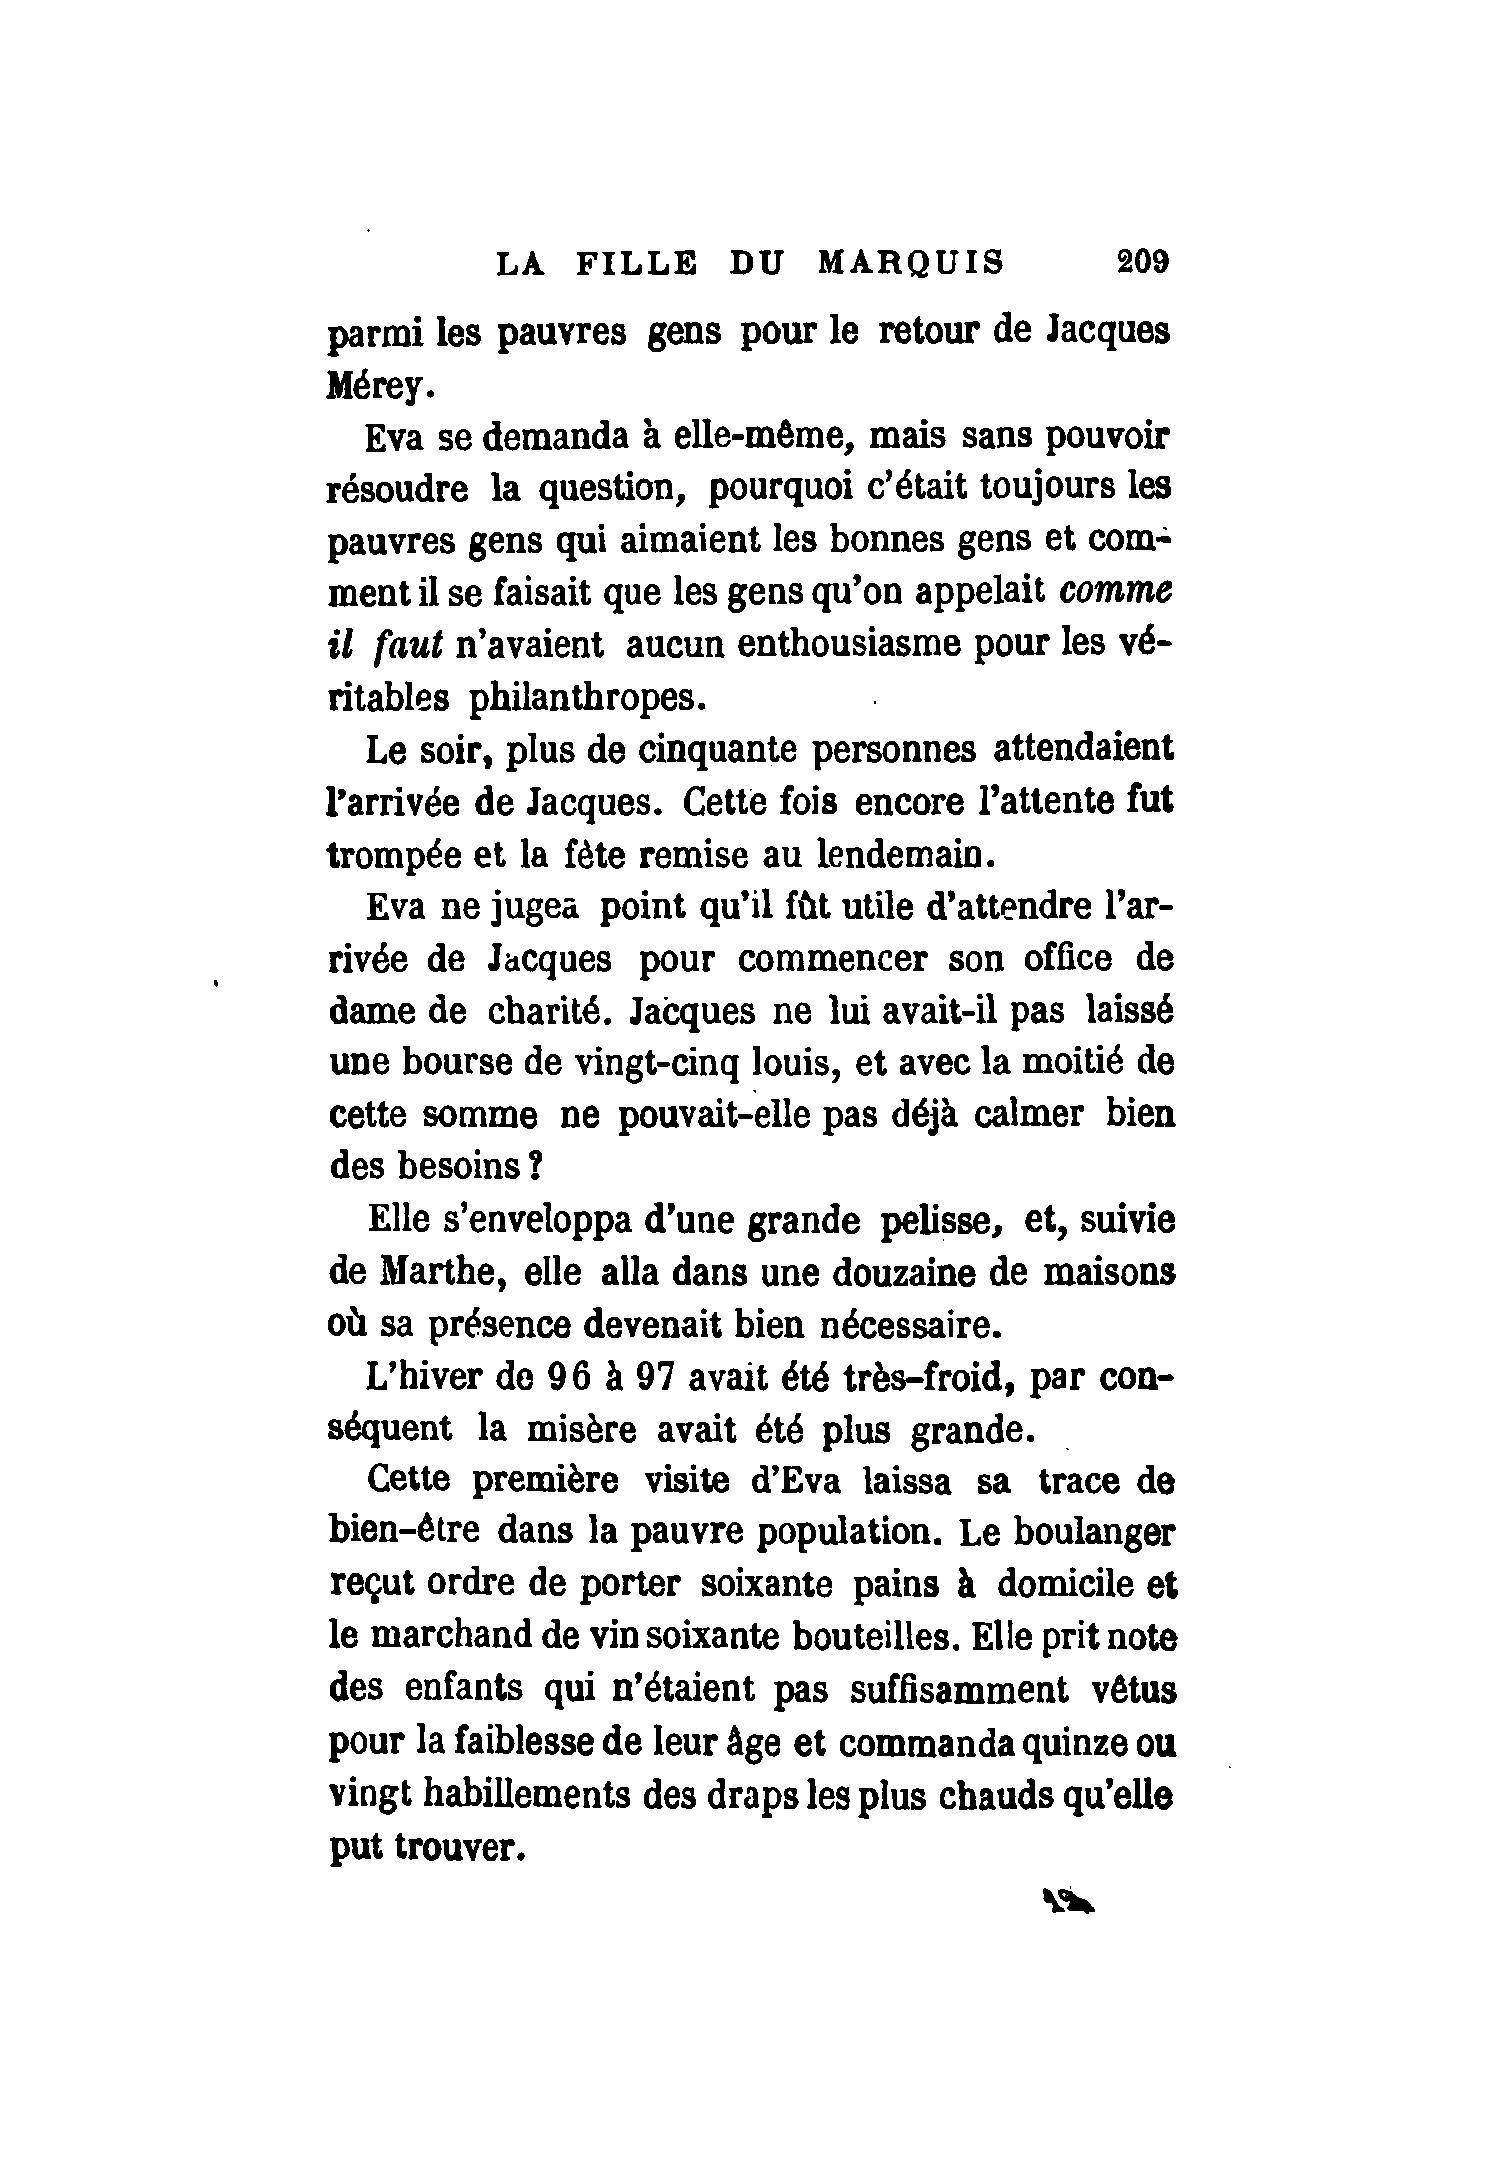 LA FILLE DU MARQUIS 209
parmi les pauvres gens pour le retour de Jacques
Mérey.
Eva se demanda à elle-même, mais sans pouvoir
résoudre la question, pourquoi c'était toujours les
pauvres gens qui aimaient les bonnes gens et com-
ment il se faisait que les gens qu'on appelait comme
il faut n'avaient aucun enthousiasme pour les vé-
ritables philanthropes.
Le soir, plus de cinquante personnes attendaient
l'arrivée de Jacques. Cette fois encore l'attente fut
trompée et la fête remise au lendemain.
Eva ne jugea point qu'il fût utile d'attendre l'ar-
rivée de Jacques pour commencer son office de
dame de charité. Jacques ne lui avait-il pas laissé
une bourse de vingt-cinq louis, et avec la moitié de
cette somme ne pouvait-elle pas déjà calmer bien
des besoins ?
Elle s'enveloppa d'une grande pelisse, et, suivie
de Marthe, elle alla dans une douzaine de maisons
où sa présence devenait bien nécessaire.
L'hiver de 96 à 97 avait été très-froid, par con-
séquent la misère avait été plus grande.
Cette première visite d'Eva laissa sa trace de
bien-être dans la pauvre population. Le boulanger
reçut ordre de porter soixante pains à domicile et
le marchand de vin soixante bouteilles. Elle prit note
des enfants qui n'étaient pas suffisamment vêtus
pour la faiblesse de leur âge et commanda quinze ou
vingt habillements des draps les plus chauds qu'elle
put trouver.